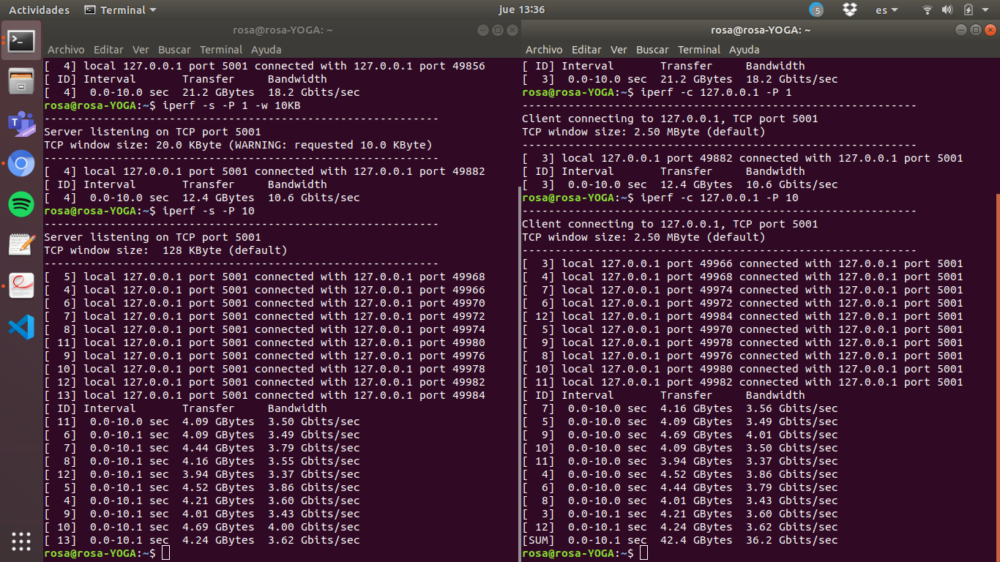 Actividades
Terminal
jue 13:36
5
es
rosa@rosa-YOGA: ~
Archivo Editar Ver Buscar Terminal Ayuda
[  4] local 127.0.0.1 port 5001 connected with 127.0.0.1 port 49856
[ ID] Interval       Transfer     Bandwidth
[  4]  0.0-10.0 sec  21.2 GBytes  18.2 Gbits/sec
rosa@rosa-YOGA:~$ iperf -s -P 1 -w 10KB
------------------------------------------------------------
Server listening on TCP port 5001
TCP window size: 20.0 KByte (WARNING: requested 10.0 KByte)
------------------------------------------------------------
[  4] local 127.0.0.1 port 5001 connected with 127.0.0.1 port 49882
[ ID] Interval       Transfer     Bandwidth
[  4]  0.0-10.0 sec  12.4 GBytes  10.6 Gbits/sec
rosa@rosa-YOGA:~$ iperf -s -P 10
------------------------------------------------------------
Server listening on TCP port 5001
TCP window size:  128 KByte (default)
------------------------------------------------------------
[  5] local 127.0.0.1 port 5001 connected with 127.0.0.1 port 49968
[  4] local 127.0.0.1 port 5001 connected with 127.0.0.1 port 49966
[  6] local 127.0.0.1 port 5001 connected with 127.0.0.1 port 49970
[  7] local 127.0.0.1 port 5001 connected with 127.0.0.1 port 49972
[  8] local 127.0.0.1 port 5001 connected with 127.0.0.1 port 49974
[ 11] local 127.0.0.1 port 5001 connected with 127.0.0.1 port 49980
[  9] local 127.0.0.1 port 5001 connected with 127.0.0.1 port 49976
[ 10] local 127.0.0.1 port 5001 connected with 127.0.0.1 port 49978
[ 12] local 127.0.0.1 port 5001 connected with 127.0.0.1 port 49982
[ 13] local 127.0.0.1 port 5001 connected with 127.0.0.1 port 49984
[ ID] Interval       Transfer     Bandwidth
[ 11]  0.0-10.0 sec  4.09 GBytes  3.50 Gbits/sec
[  6]  0.0-10.1 sec  4.09 GBytes  3.49 Gbits/sec
[  7]  0.0-10.1 sec  4.44 GBytes  3.79 Gbits/sec
[  8]  0.0-10.1 sec  4.16 GBytes  3.55 Gbits/sec
[ 12]  0.0-10.1 sec  3.94 GBytes  3.37 Gbits/sec
[  5]  0.0-10.1 sec  4.52 GBytes  3.86 Gbits/sec
[  4]  0.0-10.1 sec  4.21 GBytes  3.60 Gbits/sec
[  9]  0.0-10.1 sec  4.01 GBytes  3.43 Gbits/sec
[ 10]  0.0-10.1 sec  4.69 GBytes  4.00 Gbits/sec
[ 13]  0.0-10.1 sec  4.24 GBytes  3.62 Gbits/sec
rosa@rosa-YOGA:~$
rosa@rosa-YOGA: ~
Archivo Editar Ver Buscar Terminal Ayuda
[ ID] Interval       Transfer     Bandwidth
[  3]  0.0-10.0 sec  21.2 GBytes  18.2 Gbits/sec
rosa@rosa-YOGA:~$ iperf -c 127.0.0.1 -P 1
------------------------------------------------------------
Client connecting to 127.0.0.1, TCP port 5001
TCP window size: 2.50 MByte (default)
------------------------------------------------------------
[  3] local 127.0.0.1 port 49882 connected with 127.0.0.1 port 5001
[ ID] Interval       Transfer     Bandwidth
[  3]  0.0-10.0 sec  12.4 GBytes  10.6 Gbits/sec
rosa@rosa-YOGA:~$ iperf -c 127.0.0.1 -P 10
------------------------------------------------------------
Client connecting to 127.0.0.1, TCP port 5001
TCP window size: 2.50 MByte (default)
------------------------------------------------------------
[  3] local 127.0.0.1 port 49966 connected with 127.0.0.1 port 5001
[  4] local 127.0.0.1 port 49968 connected with 127.0.0.1 port 5001
[  7] local 127.0.0.1 port 49974 connected with 127.0.0.1 port 5001
[  6] local 127.0.0.1 port 49972 connected with 127.0.0.1 port 5001
[ 12] local 127.0.0.1 port 49984 connected with 127.0.0.1 port 5001
[  5] local 127.0.0.1 port 49970 connected with 127.0.0.1 port 5001
[  9] local 127.0.0.1 port 49978 connected with 127.0.0.1 port 5001
[  8] local 127.0.0.1 port 49976 connected with 127.0.0.1 port 5001
[ 10] local 127.0.0.1 port 49980 connected with 127.0.0.1 port 5001
[ 11] local 127.0.0.1 port 49982 connected with 127.0.0.1 port 5001
[ ID] Interval       Transfer     Bandwidth
[  7]  0.0-10.0 sec  4.16 GBytes  3.56 Gbits/sec
[  5]  0.0-10.0 sec  4.09 GBytes  3.49 Gbits/sec
[  9]  0.0-10.0 sec  4.69 GBytes  4.01 Gbits/sec
[ 10]  0.0-10.0 sec  4.09 GBytes  3.50 Gbits/sec
[ 11]  0.0-10.0 sec  3.94 GBytes  3.37 Gbits/sec
[  4]  0.0-10.0 sec  4.52 GBytes  3.86 Gbits/sec
[  6]  0.0-10.0 sec  4.44 GBytes  3.79 Gbits/sec
[  8]  0.0-10.0 sec  4.01 GBytes  3.43 Gbits/sec
[  3]  0.0-10.1 sec  4.21 GBytes  3.60 Gbits/sec
[ 12]  0.0-10.1 sec  4.24 GBytes  3.62 Gbits/sec
[SUM]  0.0-10.1 sec  42.4 GBytes  36.2 Gbits/sec
rosa@rosa-YOGA:~$